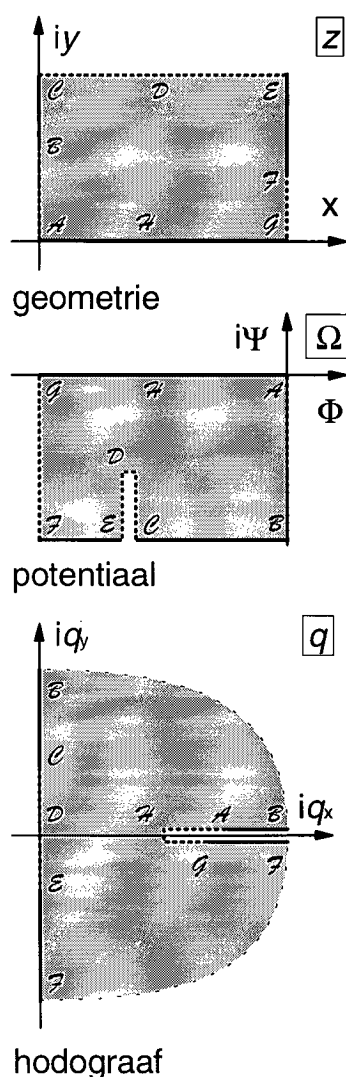 iy
z
C D E
B
F
x
A H G
geometrie
iΨ
Ω
G H A
Φ
D
F E C B
potentiaal
iqy
q
B
C
D H A B
iqx
E G F
F
hodograaf